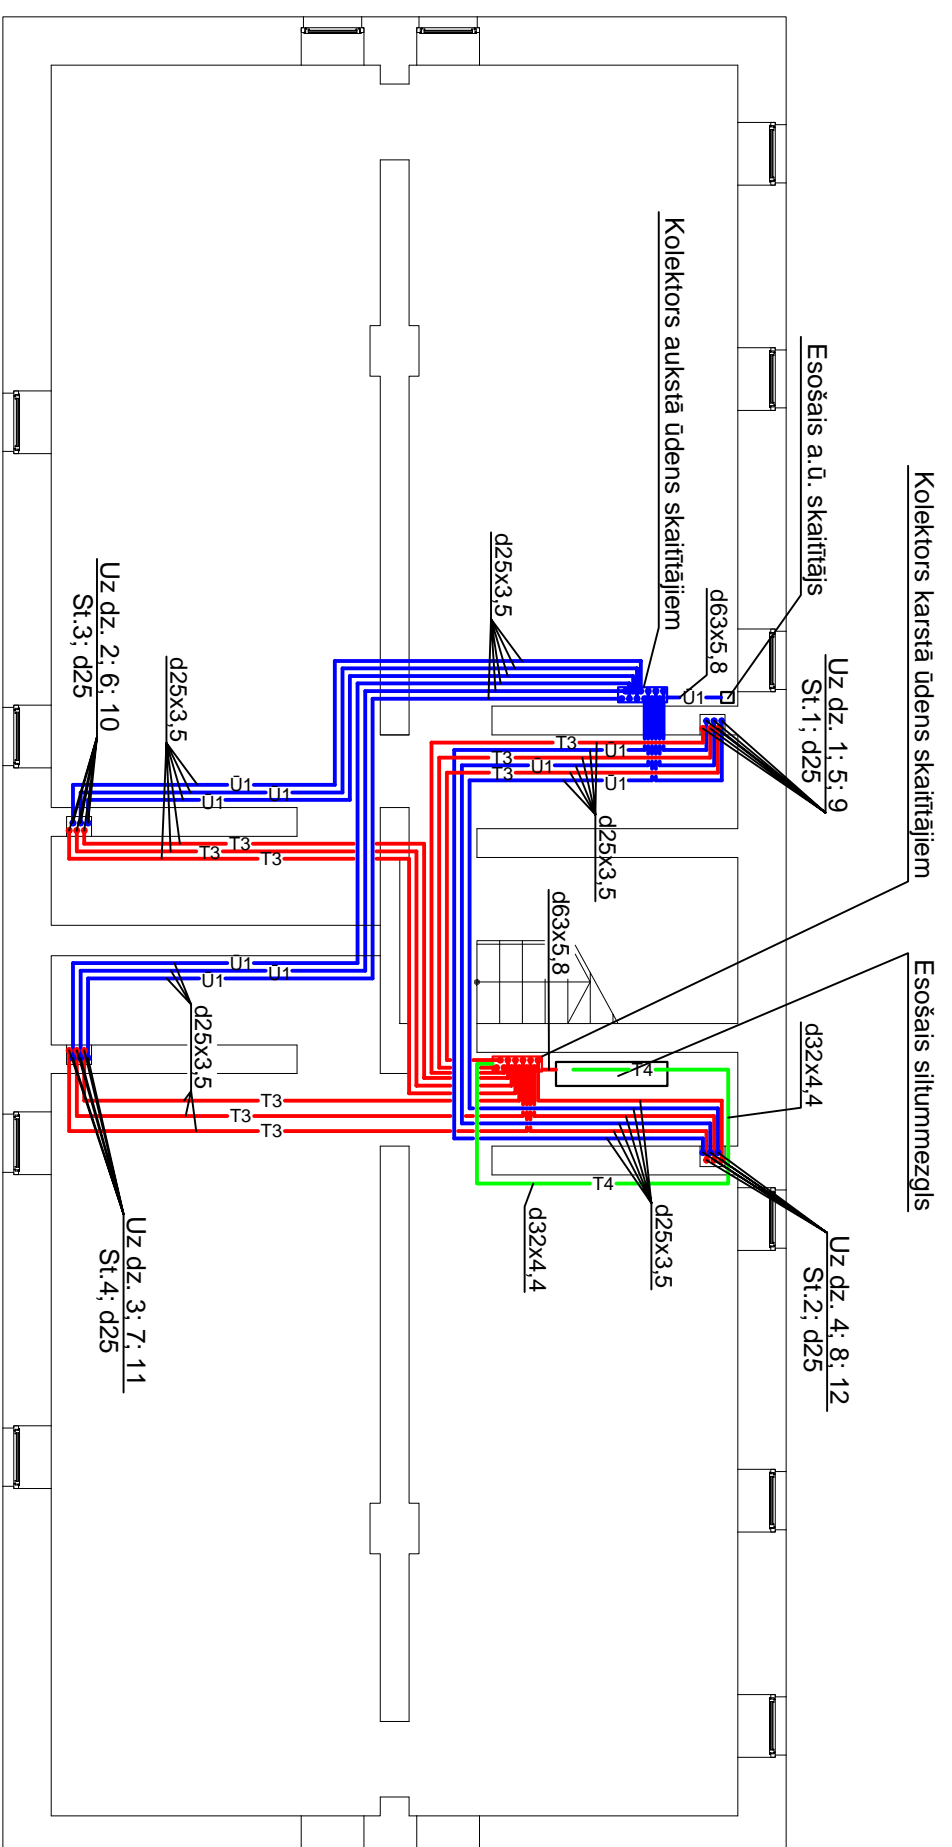 Kolektors karstā ūdens skaitītājiem
Esošais siltummezgls
Esošais a.ū. skaitītājs
d32x4,4
Uz dz. 1; 5; 9
St.1; d25
Uz dz. 4; 8; 12
St.2; d25
Kolektors aukstā ūdens skaitītājiem
d63x5,8
Ū1
T4
d25x3,5
d63x5,8
T4
d25x3,5
d32x4,4
d25x3,5
T3
Ū1
T3
Ū1
T3
Ū1
Ū1
Ū1
Ū1
T3
T3
T3
Ū1
Ū1
Ū1
T3
T3
T3
d25x3,5
d25x3,5
Uz dz. 2; 6; 10
St.3; d25
Uz dz. 3; 7; 11
St.4; d25